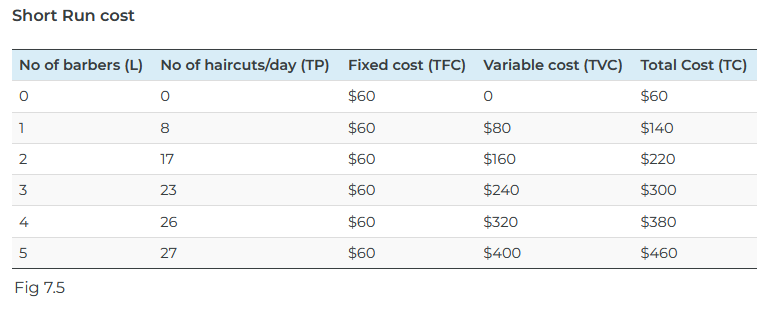 Short Run cost
No of barbers (L) No of haircuts/day (TP) Fixed cost (TFC) Variable cost (TVC) Total Cost (TC)
0 0 $60 0 $60
1 8 $60 $80 $140
2 17 $60 $160 $220
3 23 $60 $240 $300
4 26 $60 $320 $380
5 27 $60 $400 $460
Fig 7.5